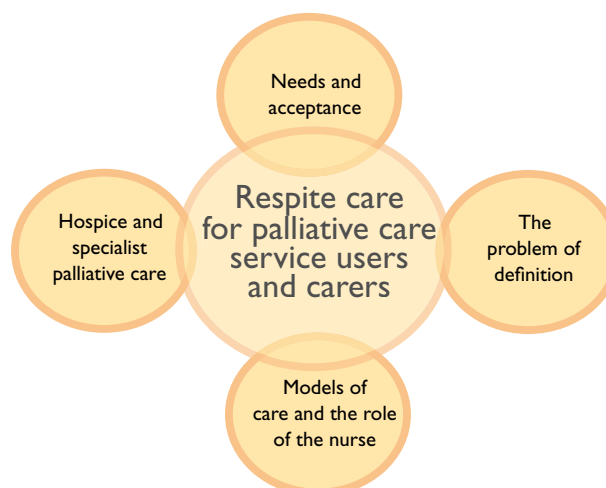 Needs and
acceptance
Respite care
for palliative care
service users
and carers
Hospice and
specialist
palliative care
The
problem of
definition
Models of
care and the role
of the nurse